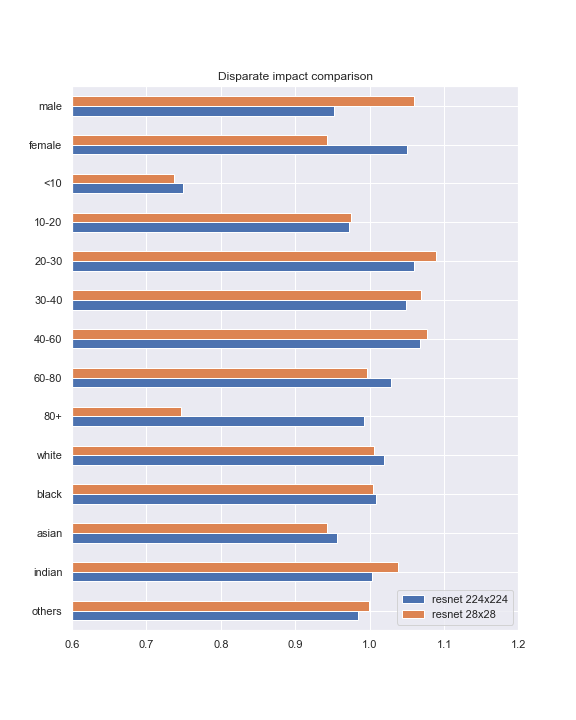 Disparate impact comparison
male
female
<10
10-20
20-30
30-40
40-60
60-80
80+
white
black
asian
indian
others
resnet 224x224
resnet 28x28
0.6 0.7 0.8 0.9 1.0 1.1 1.2